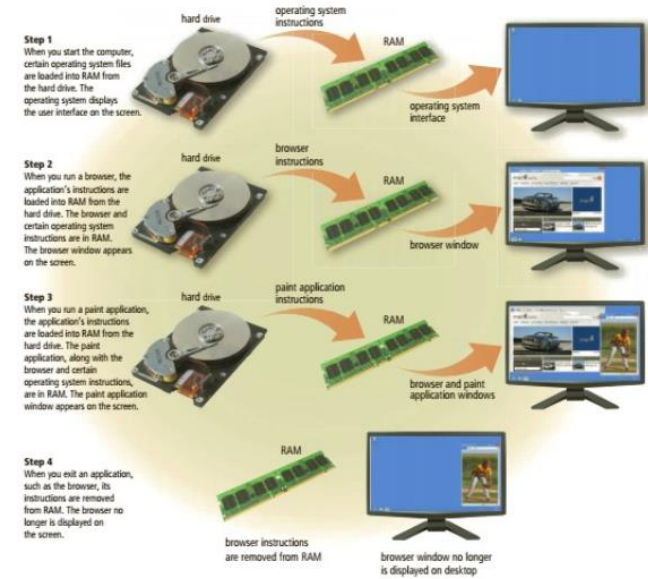 hard drive
operating system
instructions
RAM
Step 1
When you start the computer,
certain operating system files
are loaded into RAM from
the hard drive. The
operating system displays
the user interface on the screen.
operating system
interface
Step 2
When you run a browser, the
application's instructions are
loaded into RAM from the
hard drive. The browser and
certain operating system
instructions are in RAM.
The browser window appears
on the screen.
hard drive
browser
instructions
RAM
browser window
Step 3
When you run a paint application,
the application's instructions
are loaded into RAM from the
hard drive. The paint
application, along with the
browser and certain
operating system instructions,
are in RAM. The paint application
window appears on the screen.
hard drive
paint application
instructions
RAM
browser and paint
application windows
Step 4
When you exit an application,
such as the browser, its
instructions are removed
from RAM. The browser no
longer is displayed on
the screen.
RAM
browser instructions
are removed from RAM
browser window no longer
is displayed on desktop